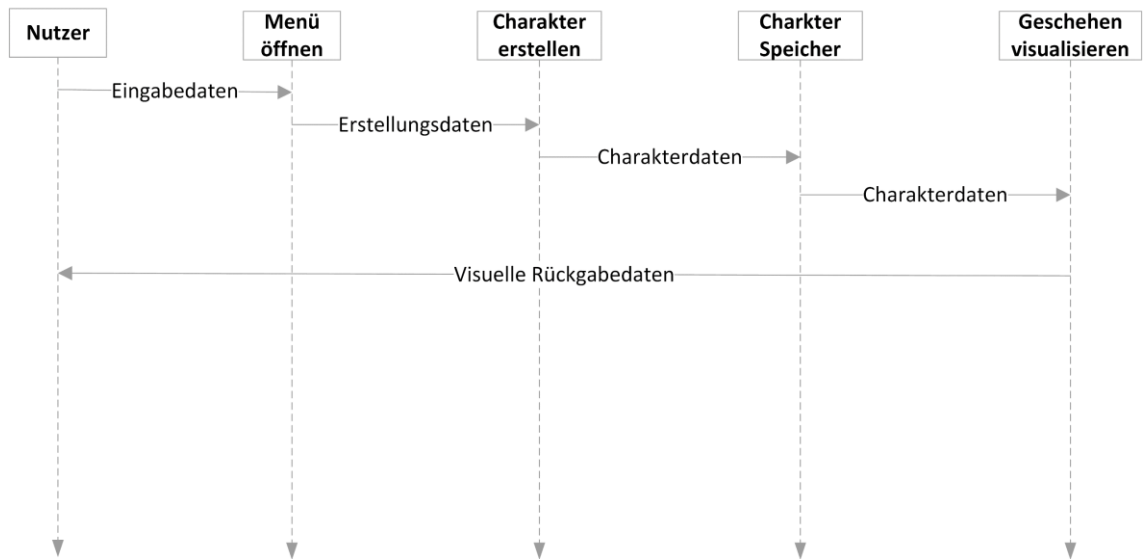 Nutzer
Menü
öffnen
Charakter
erstellen
Charkter
Speicher
Geschehen
visualisieren
Eingabedaten
Erstellungsdaten
Charakterdaten
Charakterdaten
Visuelle Rückgabedaten